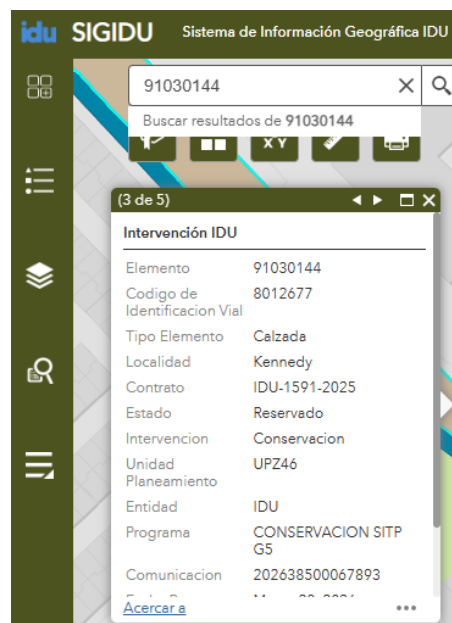 idu SIGIDU Sistema de Información Geográfica IDU
91030144
Buscar resultados de 91030144
X Y
(3 de 5)
Intervención IDU
Elemento 91030144
Codigo de Identificacion Vial 8012677
Tipo Elemento Calzada
Localidad Kennedy
Contrato IDU-1591-2025
Estado Reservado
Intervencion Conservacion
Unidad Planeamiento UPZ46
Entidad IDU
Programa CONSERVACION SITP G5
Comunicacion 202638500067893
Acercar a